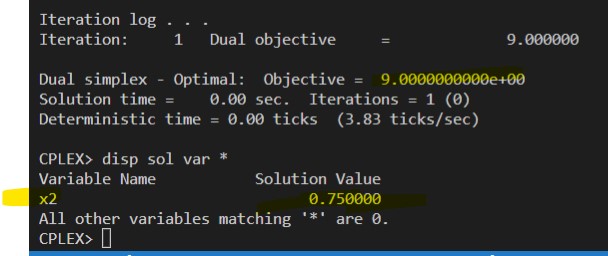 Iteration log . . .
Iteration:     1   Dual objective     =             9.000000
Dual simplex - Optimal:  Objective =  9.0000000000e+00
Solution time =    0.00 sec.  Iterations = 1 (0)
Deterministic time = 0.00 ticks  (3.83 ticks/sec)
CPLEX> disp sol var *
Variable Name           Solution Value
x2                            0.750000
All other variables matching '*' are 0.
CPLEX>